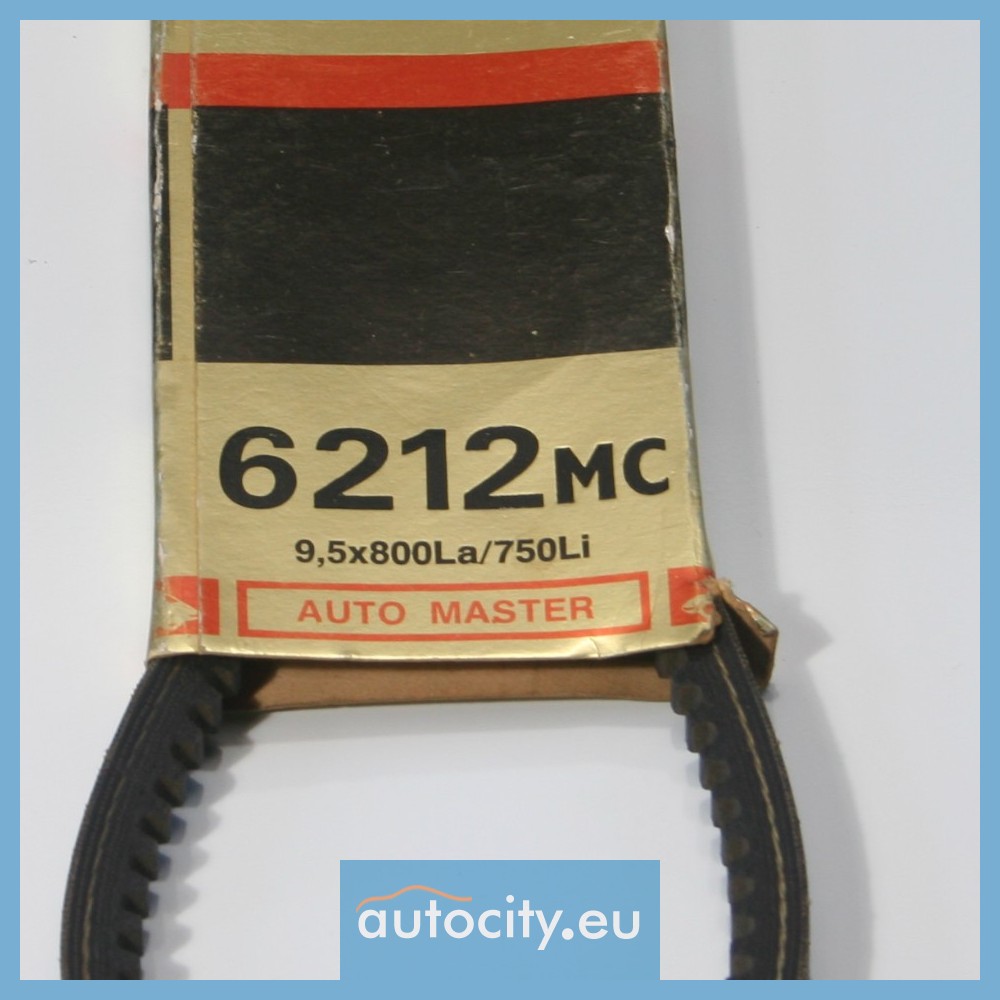 6212MC
9,5x800La/750Li
AUTO MASTER
autocity.eu